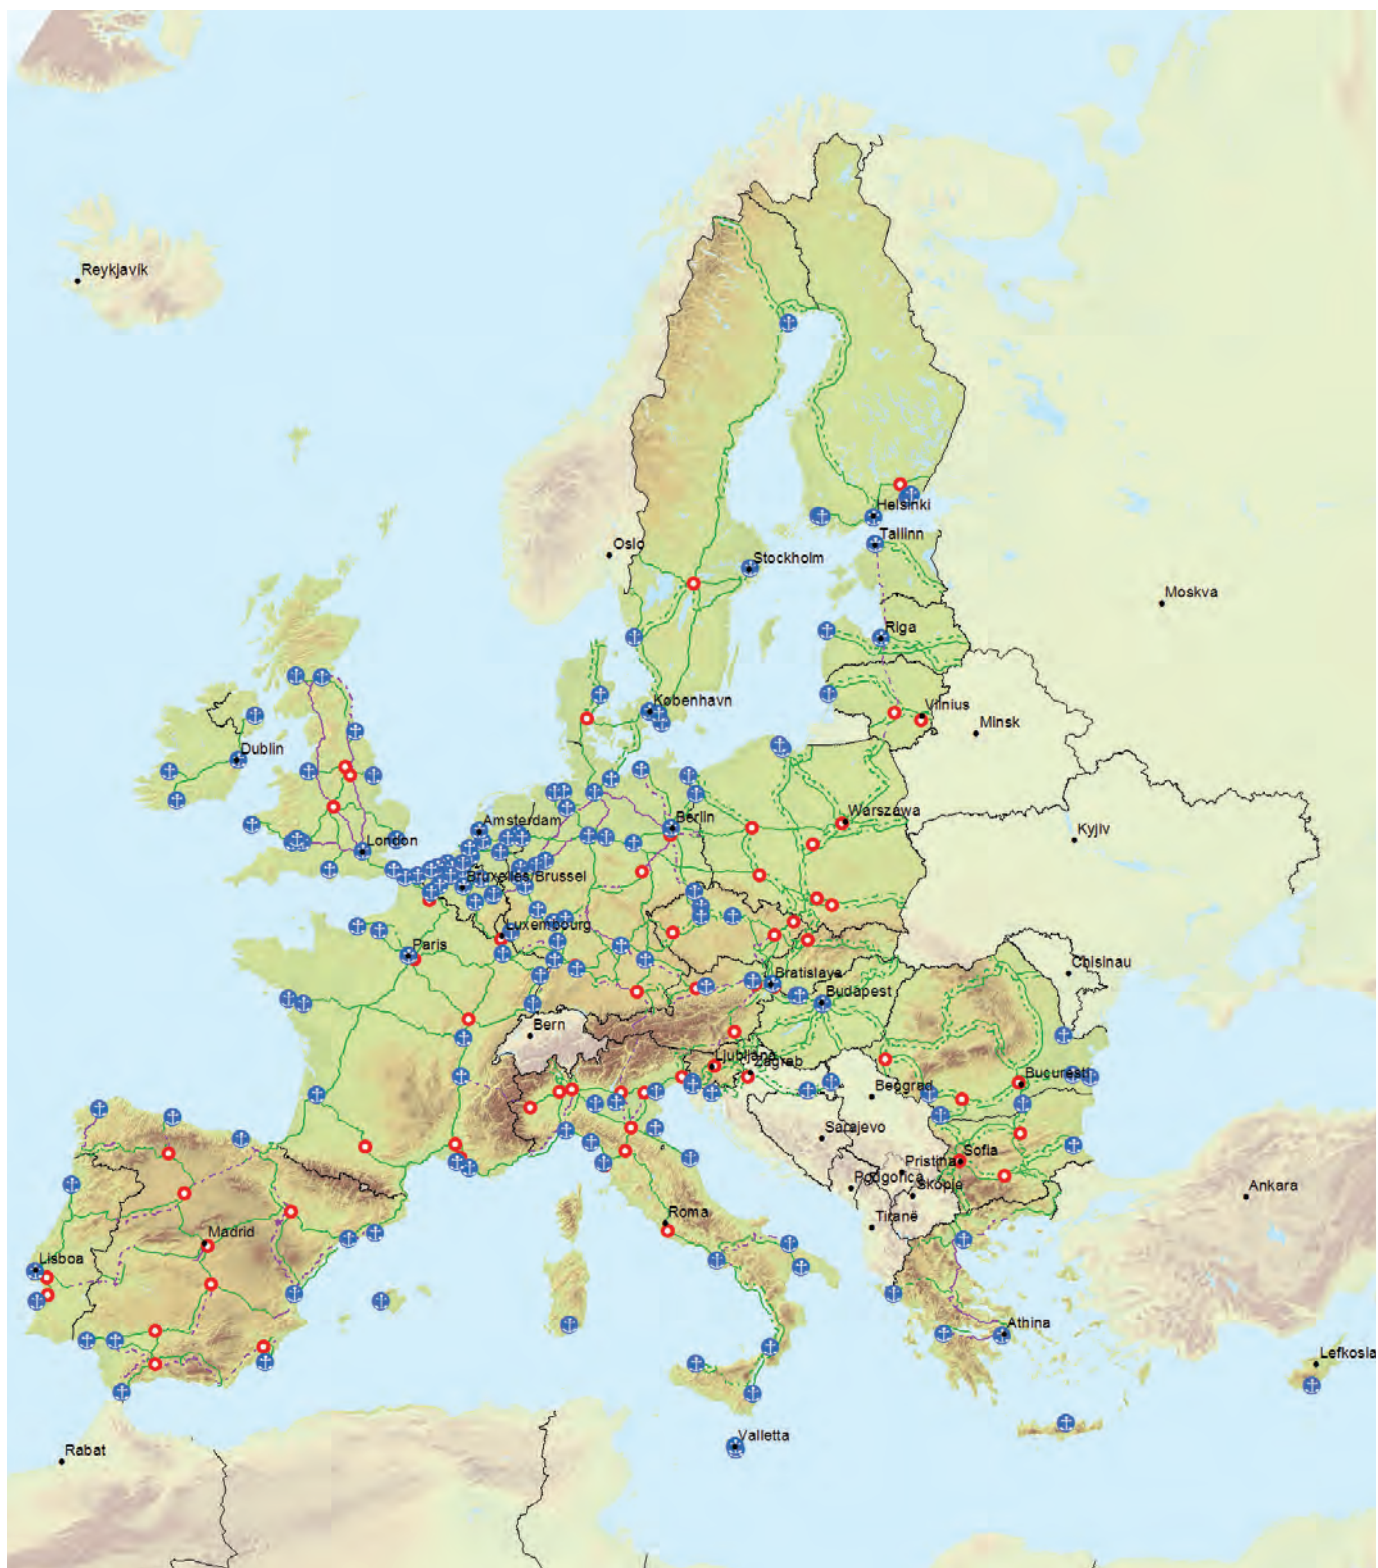 Reykjavík
Helsinki
Tallinn
Oslo
Stockholm
Moskva
Riga
København
Vilnius
Minsk
Dublin
Warszawa
Amsterdam
Berlin
Kyjiv
London
Bruxelles/Brussel
Luxembourg
Paris
Chisinau
Bratislava
Budapest
Bern
Ljubljana
Zagreb
Bucuresti
Beograd
Sarajevo
Sofia
Pristina
Podgorica
Skopje
Ankara
Roma
Tiranë
Madrid
Lisboa
Athina
Lefkosia
Valletta
Rabat